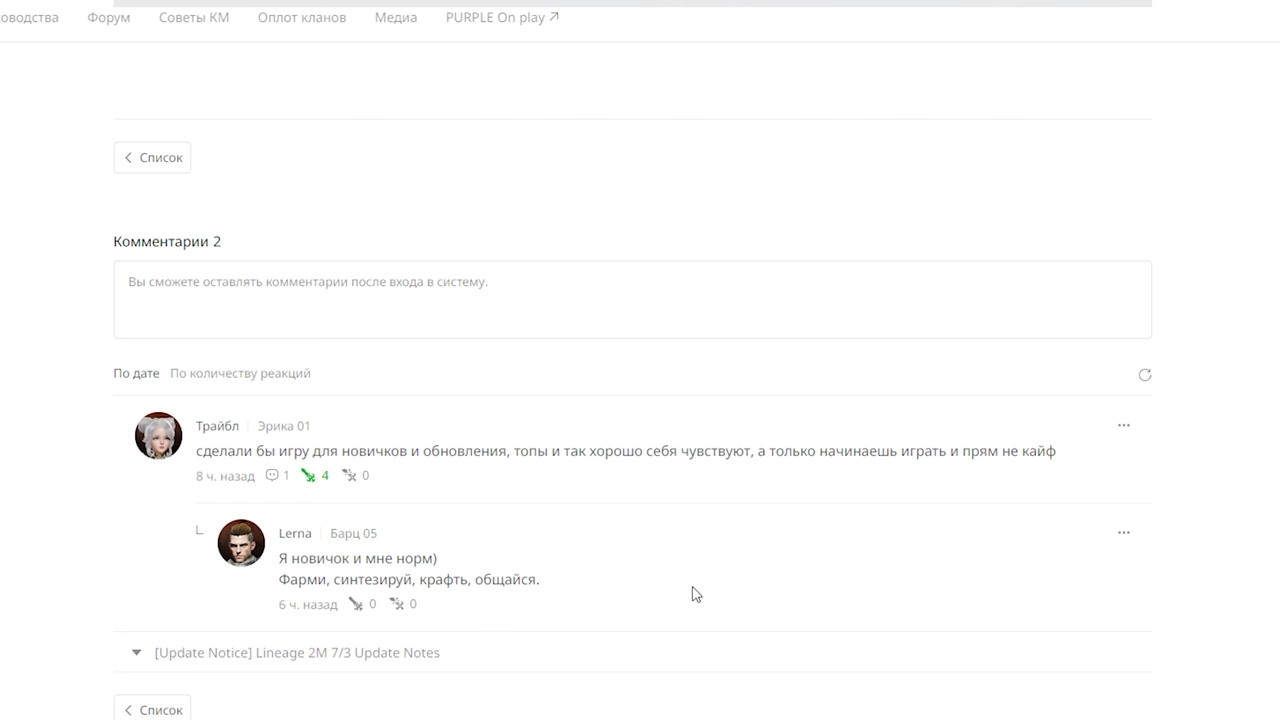 оводства Форум Советы КМ Оплот кланов Медиа PURPLE On play
Список
Комментарии 2
Вы сможете оставлять комментарии после входа в систему.
По дате По количеству реакций
Трайбл Эрика 01
сделали бы игру для новичков и обновления, топы и так хорошо себя чувствуют, а только начинаешь играть и прям не кайф
8 ч. назад 1 4 0
Lerna Барц 05
Я новичок и мне норм)
Фарми, синтезируй, крафть, общайся.
6 ч. назад 0 0
[Update Notice] Lineage 2M 7/3 Update Notes
Список